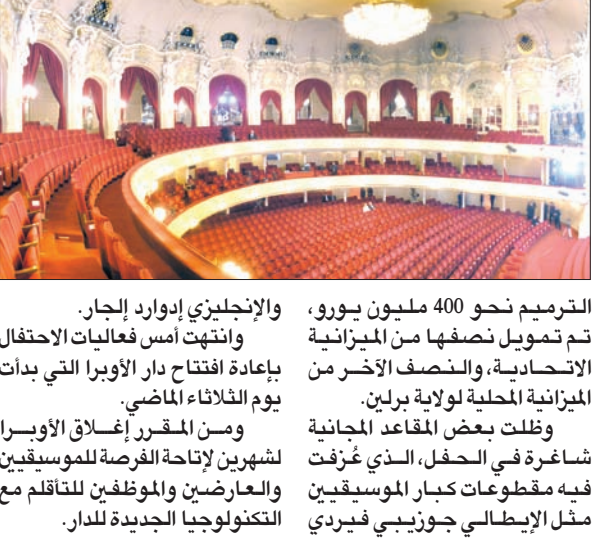 الترميم نحو 400 مليون يورو،
تم تمويل نصفها من الميزانية
الاتحادية، والنصف الآخر من
الميزانية المحلية لولاية برلين.
وظلت بعض المقاعد المجانية
شاغرة في الحفل، الذي عُزفت
فيه مقطوعات كبار الموسيقيين
مثل الإيطالي جوزيبي فيردي
والإنجليزي إدوارد إلجار.
وانتهت أمس فعاليات الاحتفال
بإعادة افتتاح دار الأوبرا التي بدأت
يوم الثلاثاء الماضي.
ومن المقرر إغلاق الأوبرا
لشهرين لإتاحة الفرصة للموسيقيين
والعارضين والموظفين للتأقلم مع
التكنولوجيا الجديدة للدار.